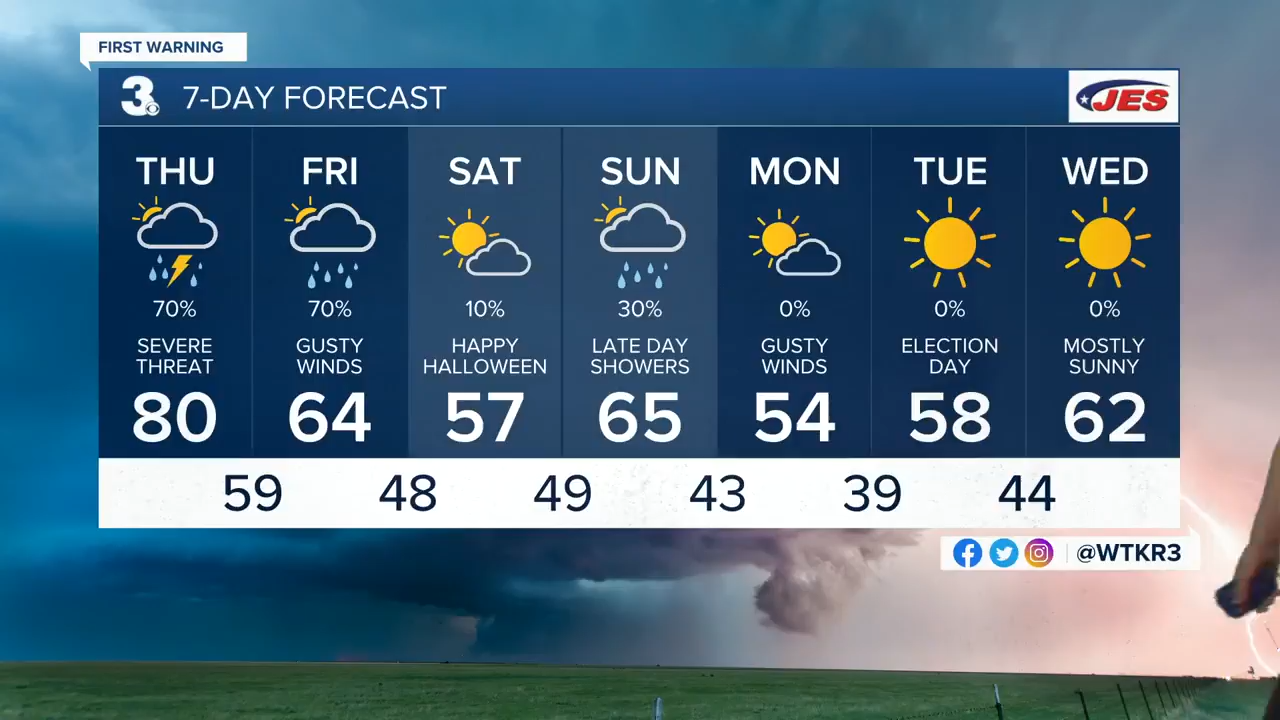 FIRST WARNING
3 7-DAY FORECAST
JES
THU FRI SAT SUN MON TUE WED
70% 70% 10% 30% 0% 0% 0%
SEVERE GUSTY HAPPY LATE DAY GUSTY ELECTION MOSTLY
THREAT WINDS HALLOWEEN SHOWERS WINDS DAY SUNNY
80 64 57 65 54 58 62
59 48 49 43 39 44
@WTKR3